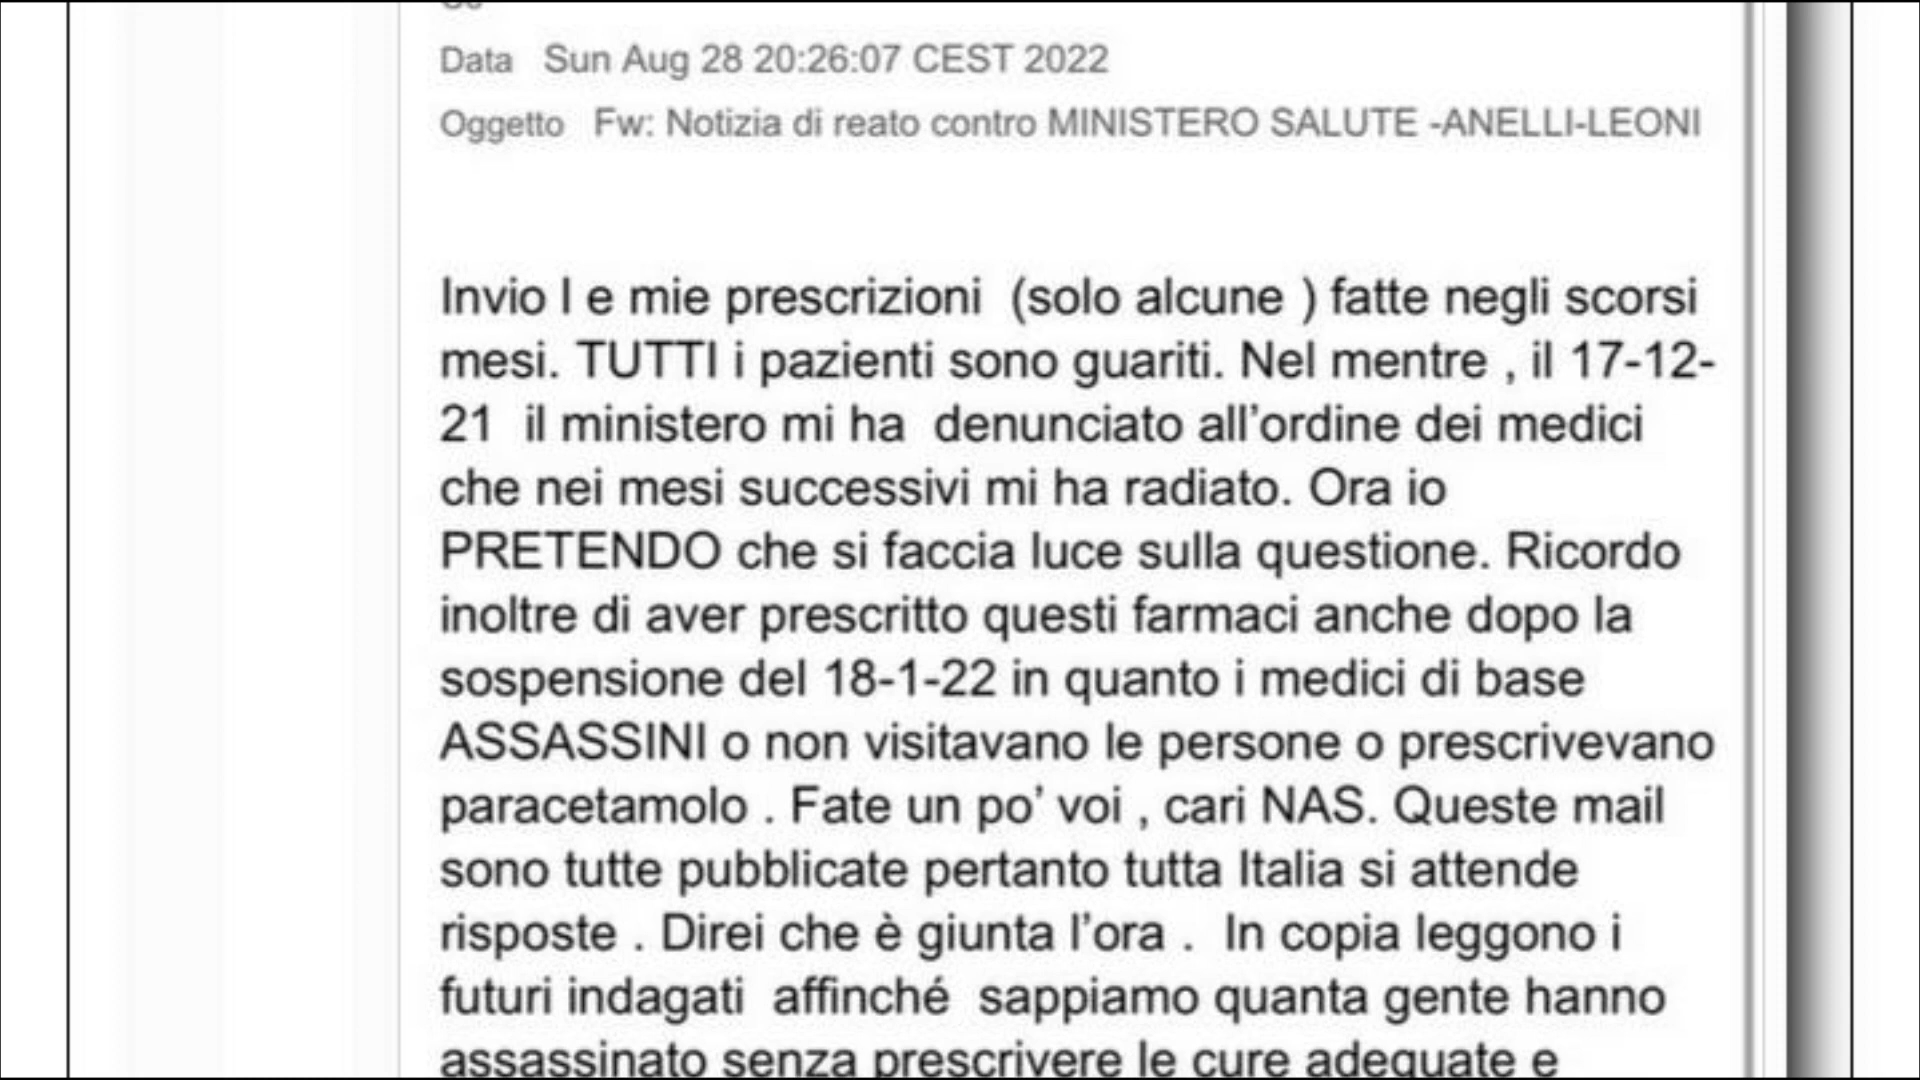 Data Sun Aug 28 20:26:07 CEST 2022
Oggetto Fw: Notizia di reato contro MINISTERO SALUTE -ANELLI-LEONI
Invio l e mie prescrizioni (solo alcune ) fatte negli scorsi
mesi. TUTTI i pazienti sono guariti. Nel mentre , il 17-12-
21 il ministero mi ha denunciato all’ordine dei medici
che nei mesi successivi mi ha radiato. Ora io
PRETENDO che si faccia luce sulla questione. Ricordo
inoltre di aver prescritto questi farmaci anche dopo la
sospensione del 18-1-22 in quanto i medici di base
ASSASSINI o non visitavano le persone o prescrivevano
paracetamolo . Fate un po’ voi , cari NAS. Queste mail
sono tutte pubblicate pertanto tutta Italia si attende
risposte . Direi che è giunta l’ora . In copia leggono i
futuri indagati affinché sappiamo quanta gente hanno
assassinato senza prescrivere le cure adeguate e